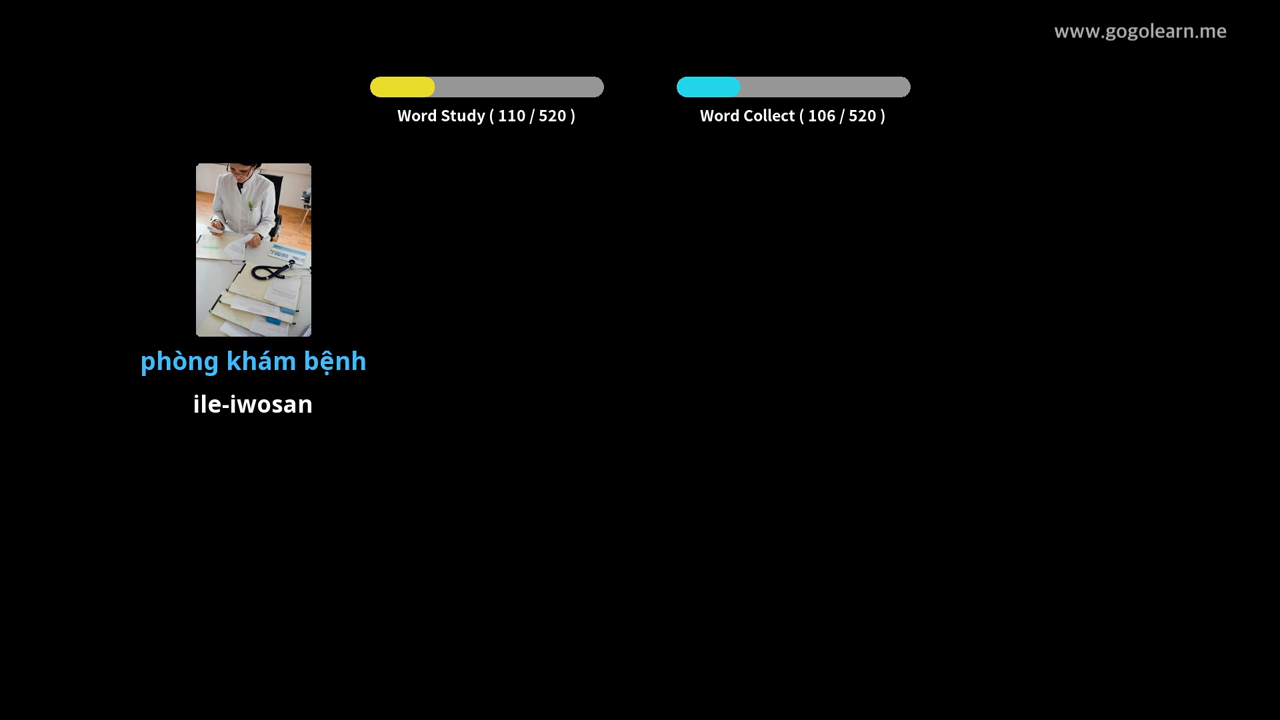 www.gogolearn.me
Word Study ( 110 / 520 )
Word Collect ( 106 / 520 )
phòng khám bệnh
ile-iwosan